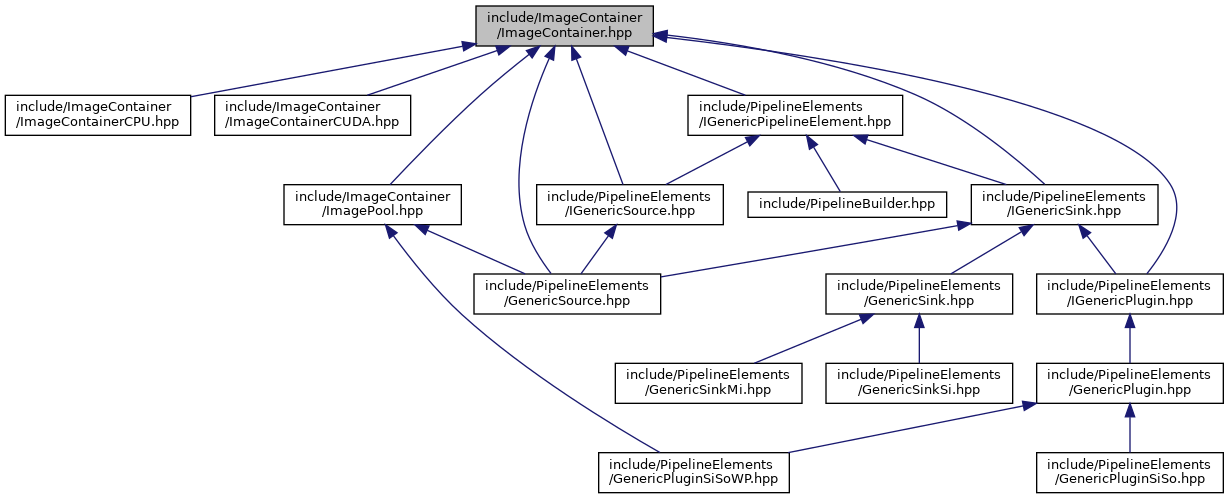 include/ImageContainer
/ImageContainer.hpp
include/ImageContainer
/ImageContainerCPU.hpp
include/ImageContainer
/ImageContainerCUDA.hpp
include/PipelineElements
/IGenericPipelineElement.hpp
include/ImageContainer
/ImagePool.hpp
include/PipelineElements
/IGenericSource.hpp
include/PipelineBuilder.hpp
include/PipelineElements
/IGenericSink.hpp
include/PipelineElements
/GenericSource.hpp
include/PipelineElements
/GenericSink.hpp
include/PipelineElements
/IGenericPlugin.hpp
include/PipelineElements
/GenericSinkMi.hpp
include/PipelineElements
/GenericSinkSi.hpp
include/PipelineElements
/GenericPlugin.hpp
include/PipelineElements
/GenericPluginSiSoWP.hpp
include/PipelineElements
/GenericPluginSiSo.hpp